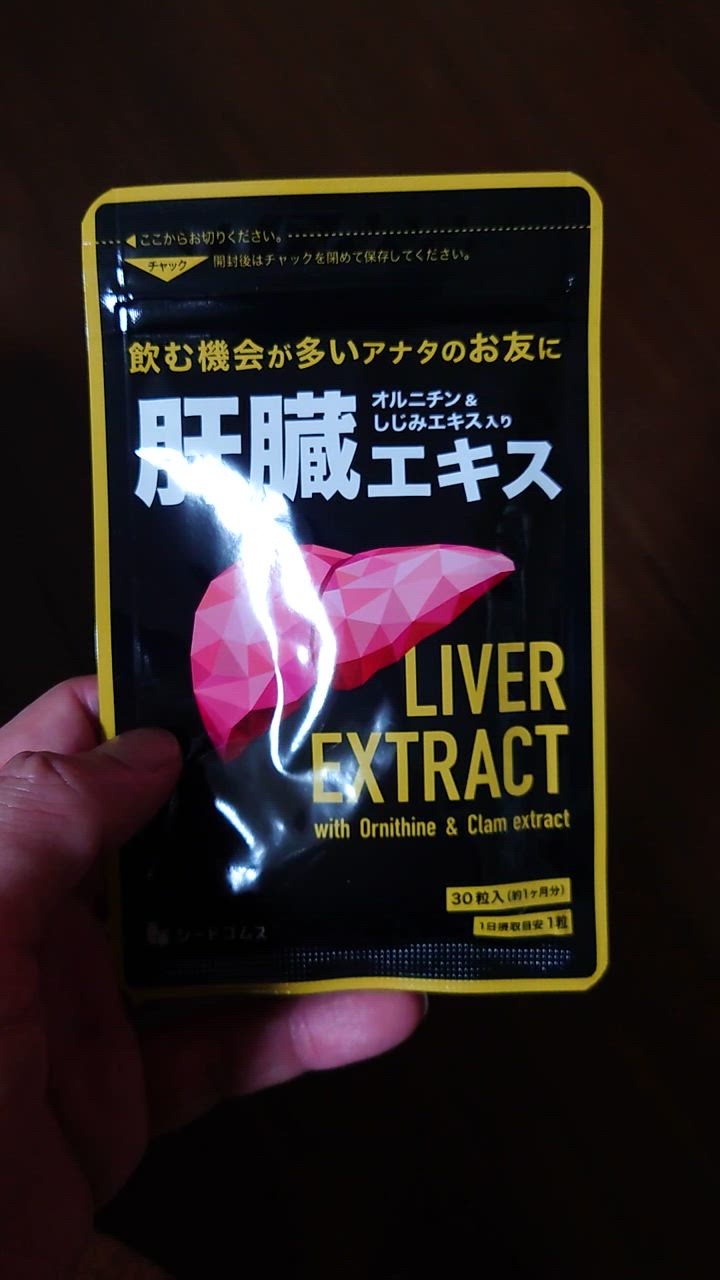 ここからお切りください。
チャック 開封後はチャックを閉めて保存してください。
飲む機会が多いアナタのお友に
オルニチン&
しじみエキス入り
肝臓エキス
LIVER
EXTRACT
with Ornithine & Clam extract
30粒入(約1ヶ月分)
1日摂取目安1粒
シードコムス